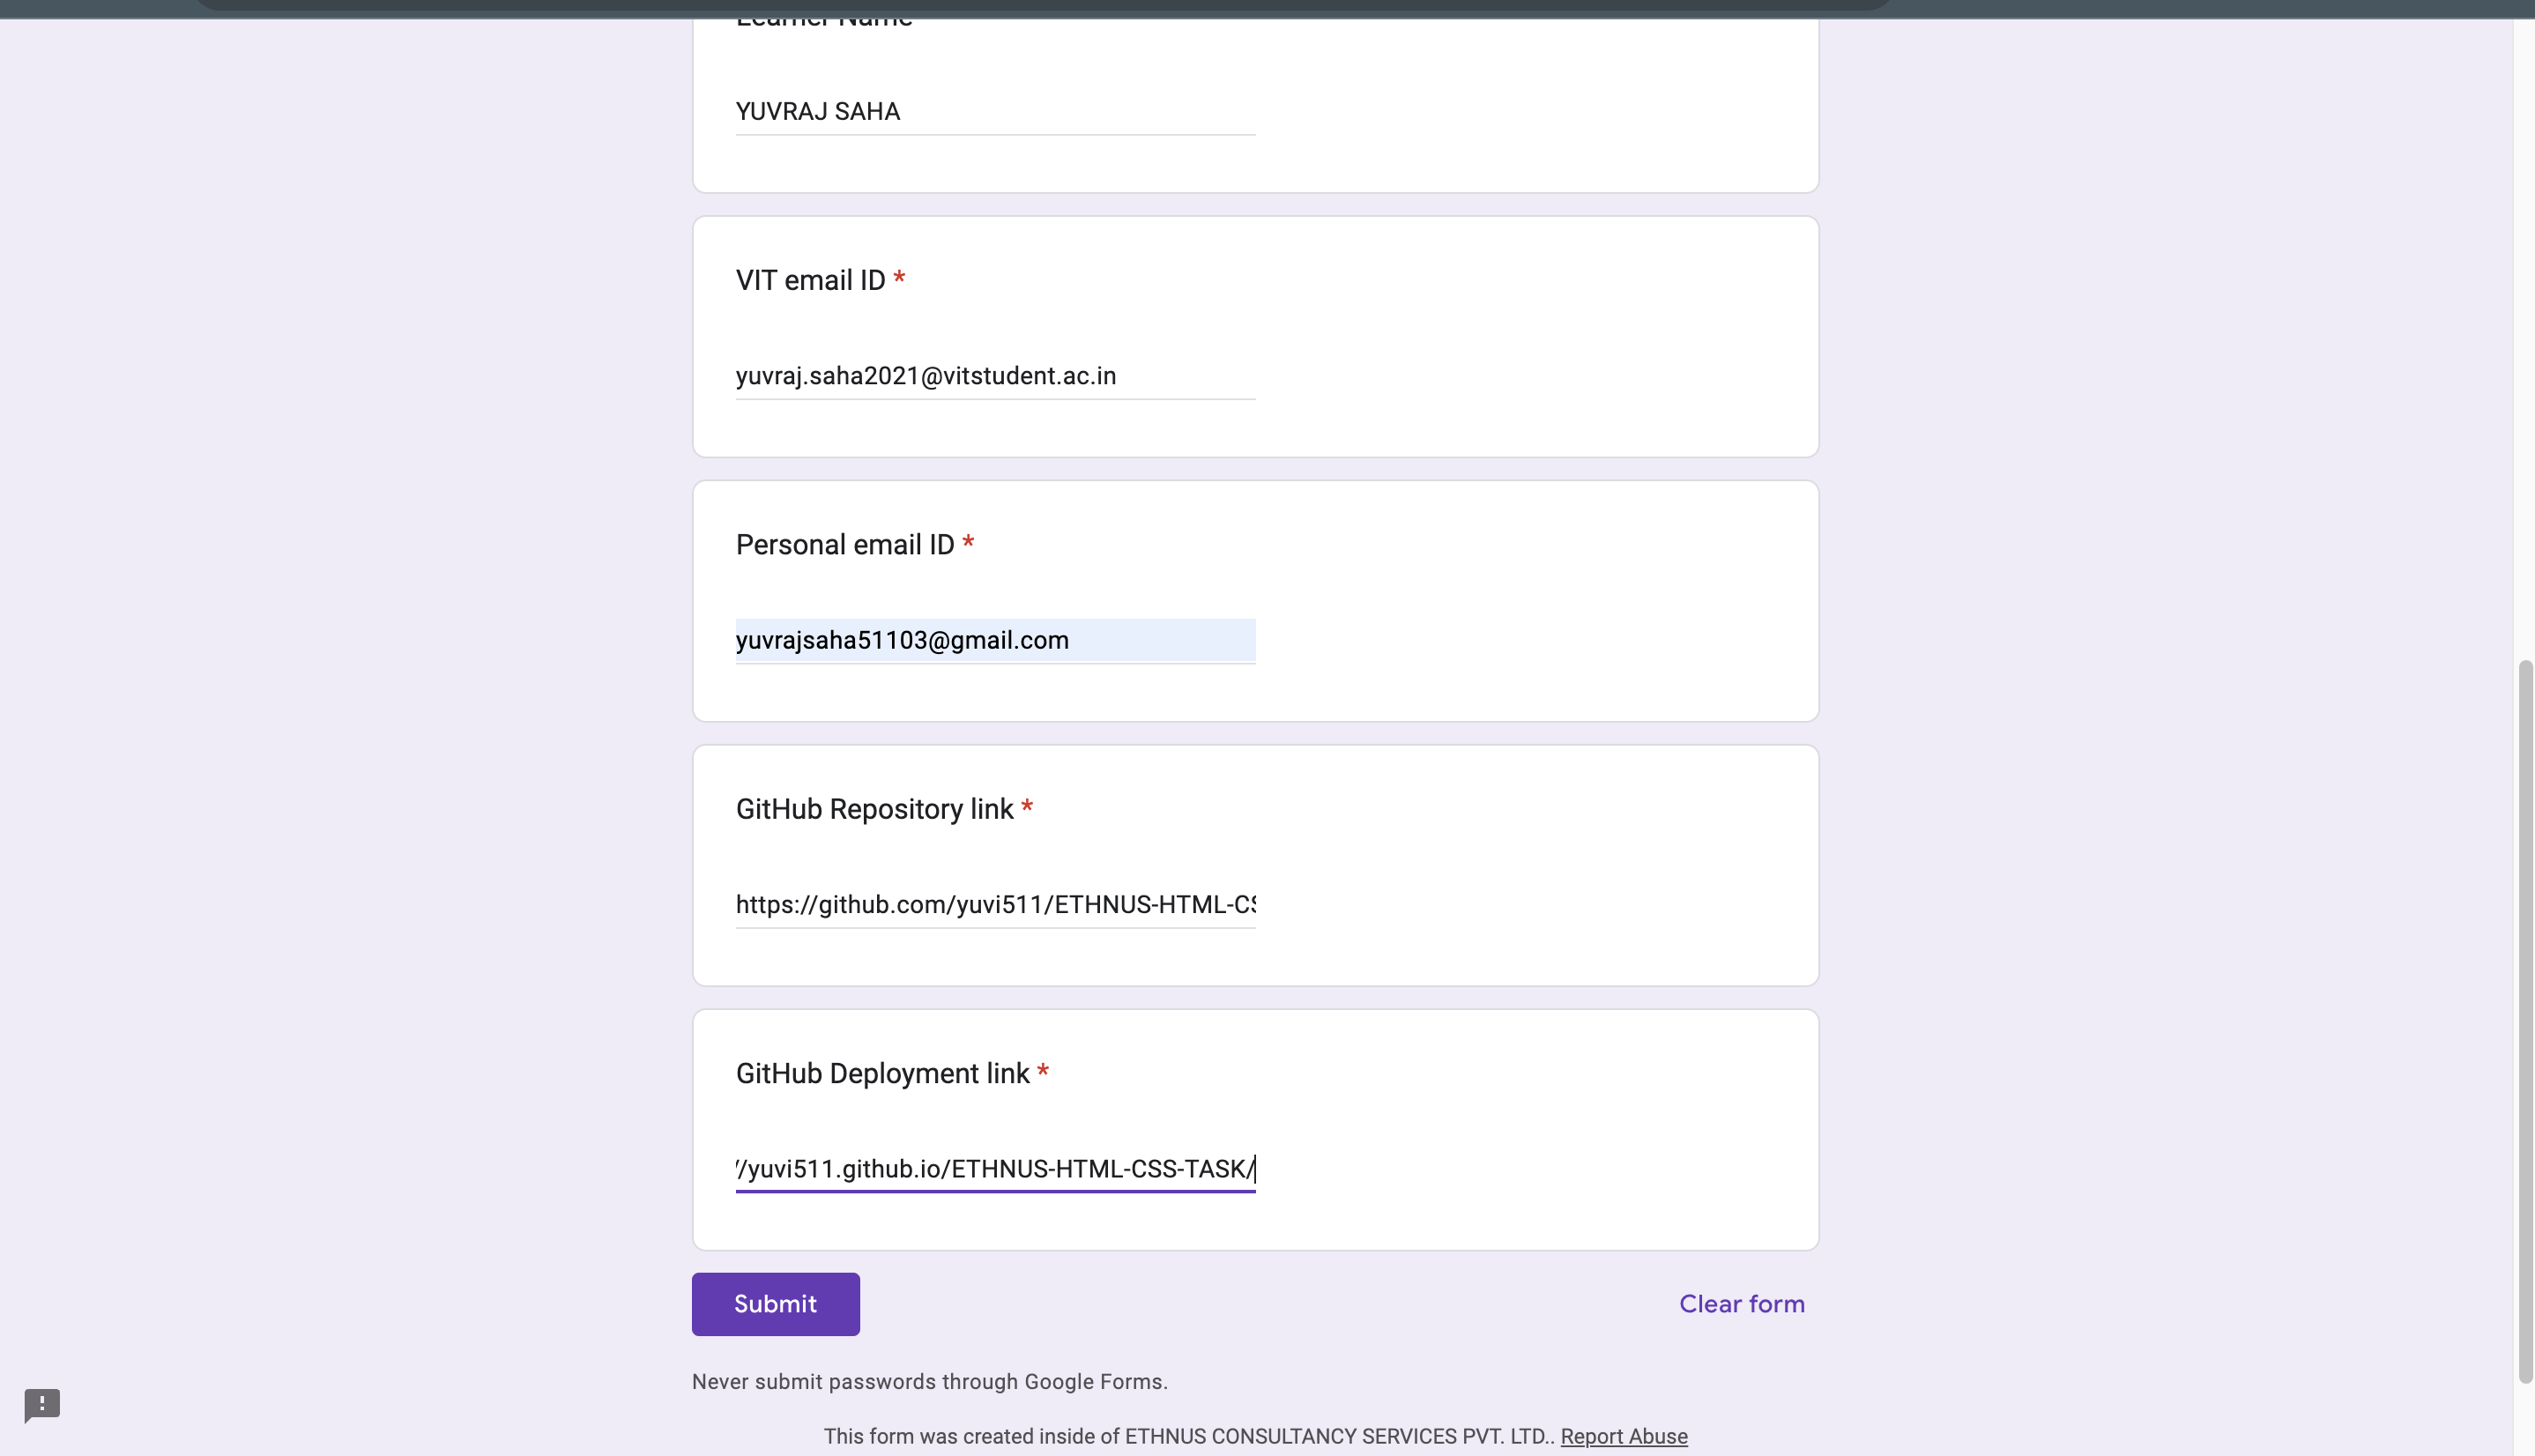 Learner Name
YUVRAJ SAHA
VIT email ID *
yuvraj.saha2021@vitstudent.ac.in
Personal email ID *
yuvrajsaha51103@gmail.com
GitHub Repository link *
https://github.com/yuvi511/ETHNUS-HTML-CS
GitHub Deployment link *
//yuvi511.github.io/ETHNUS-HTML-CSS-TASK/
Submit
Clear form
Never submit passwords through Google Forms.
This form was created inside of ETHNUS CONSULTANCY SERVICES PVT. LTD.. Report Abuse